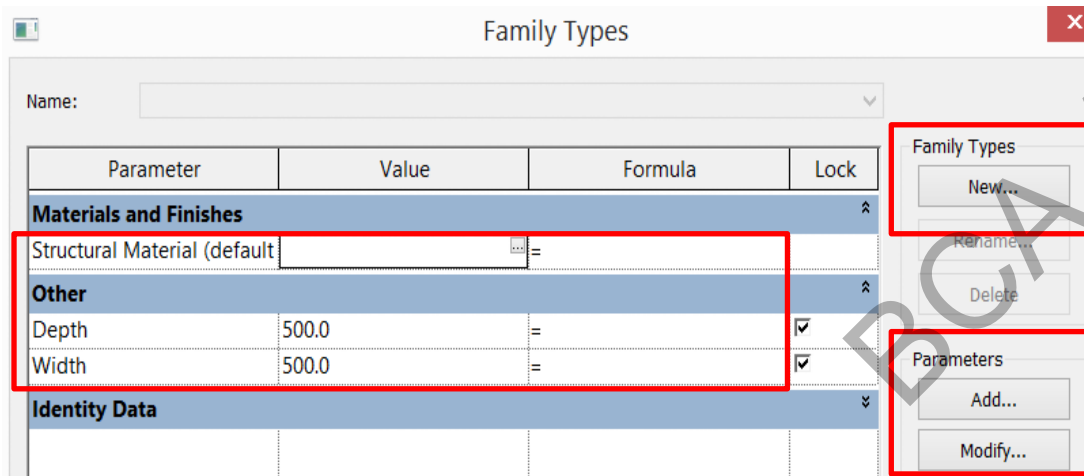 Family Types
X
Name:
Parameter Value Formula Lock
Materials and Finishes
Structural Material (default ... =
Other
Depth 500.0 =
Width 500.0 =
Identity Data
Family Types
New...
Rename...
Delete
Parameters
Add...
Modify...
BCA